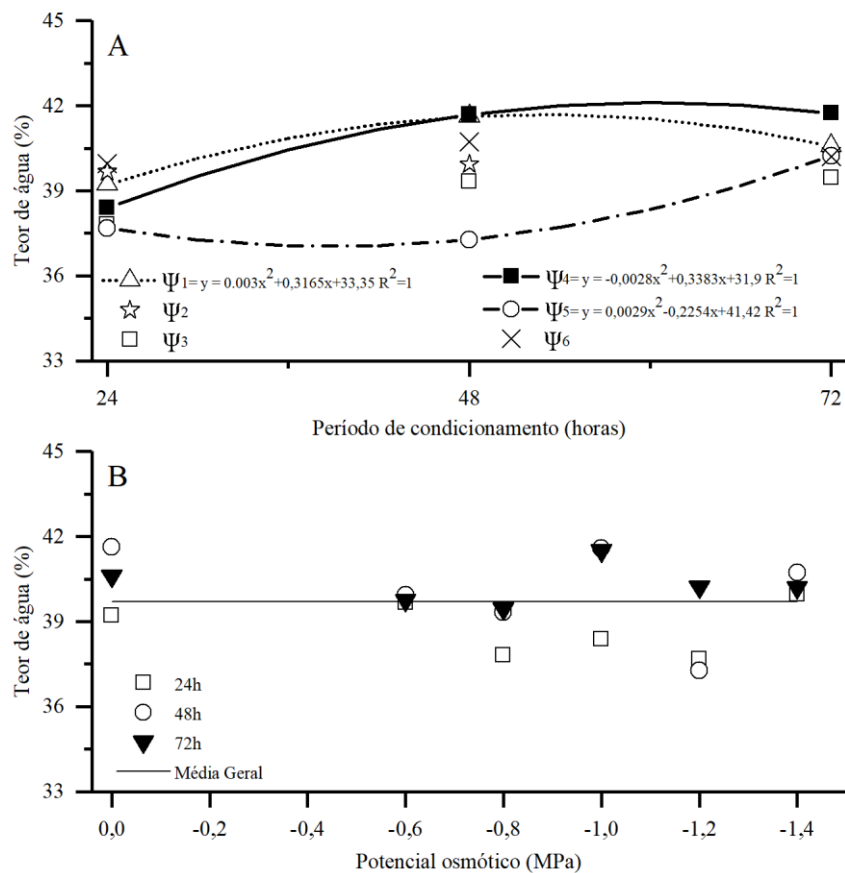 A
45
42
39
36
33
Teor de água (%)
Ψ1= y = 0.003x²+0,3165x+33,35 R²=1
Ψ4= y = -0,0028x²+0,3383x+31,9 R²=1
Ψ2
Ψ5= y = 0,0029x²-0,2254x+41,42 R²=1
Ψ3
Ψ6
24 48 72
Período de condicionamento (horas)
B
45
42
39
36
33
Teor de água (%)
24h
48h
72h
Média Geral
0,0 -0,2 -0,4 -0,6 -0,8 -1,0 -1,2 -1,4
Potencial osmótico (MPa)